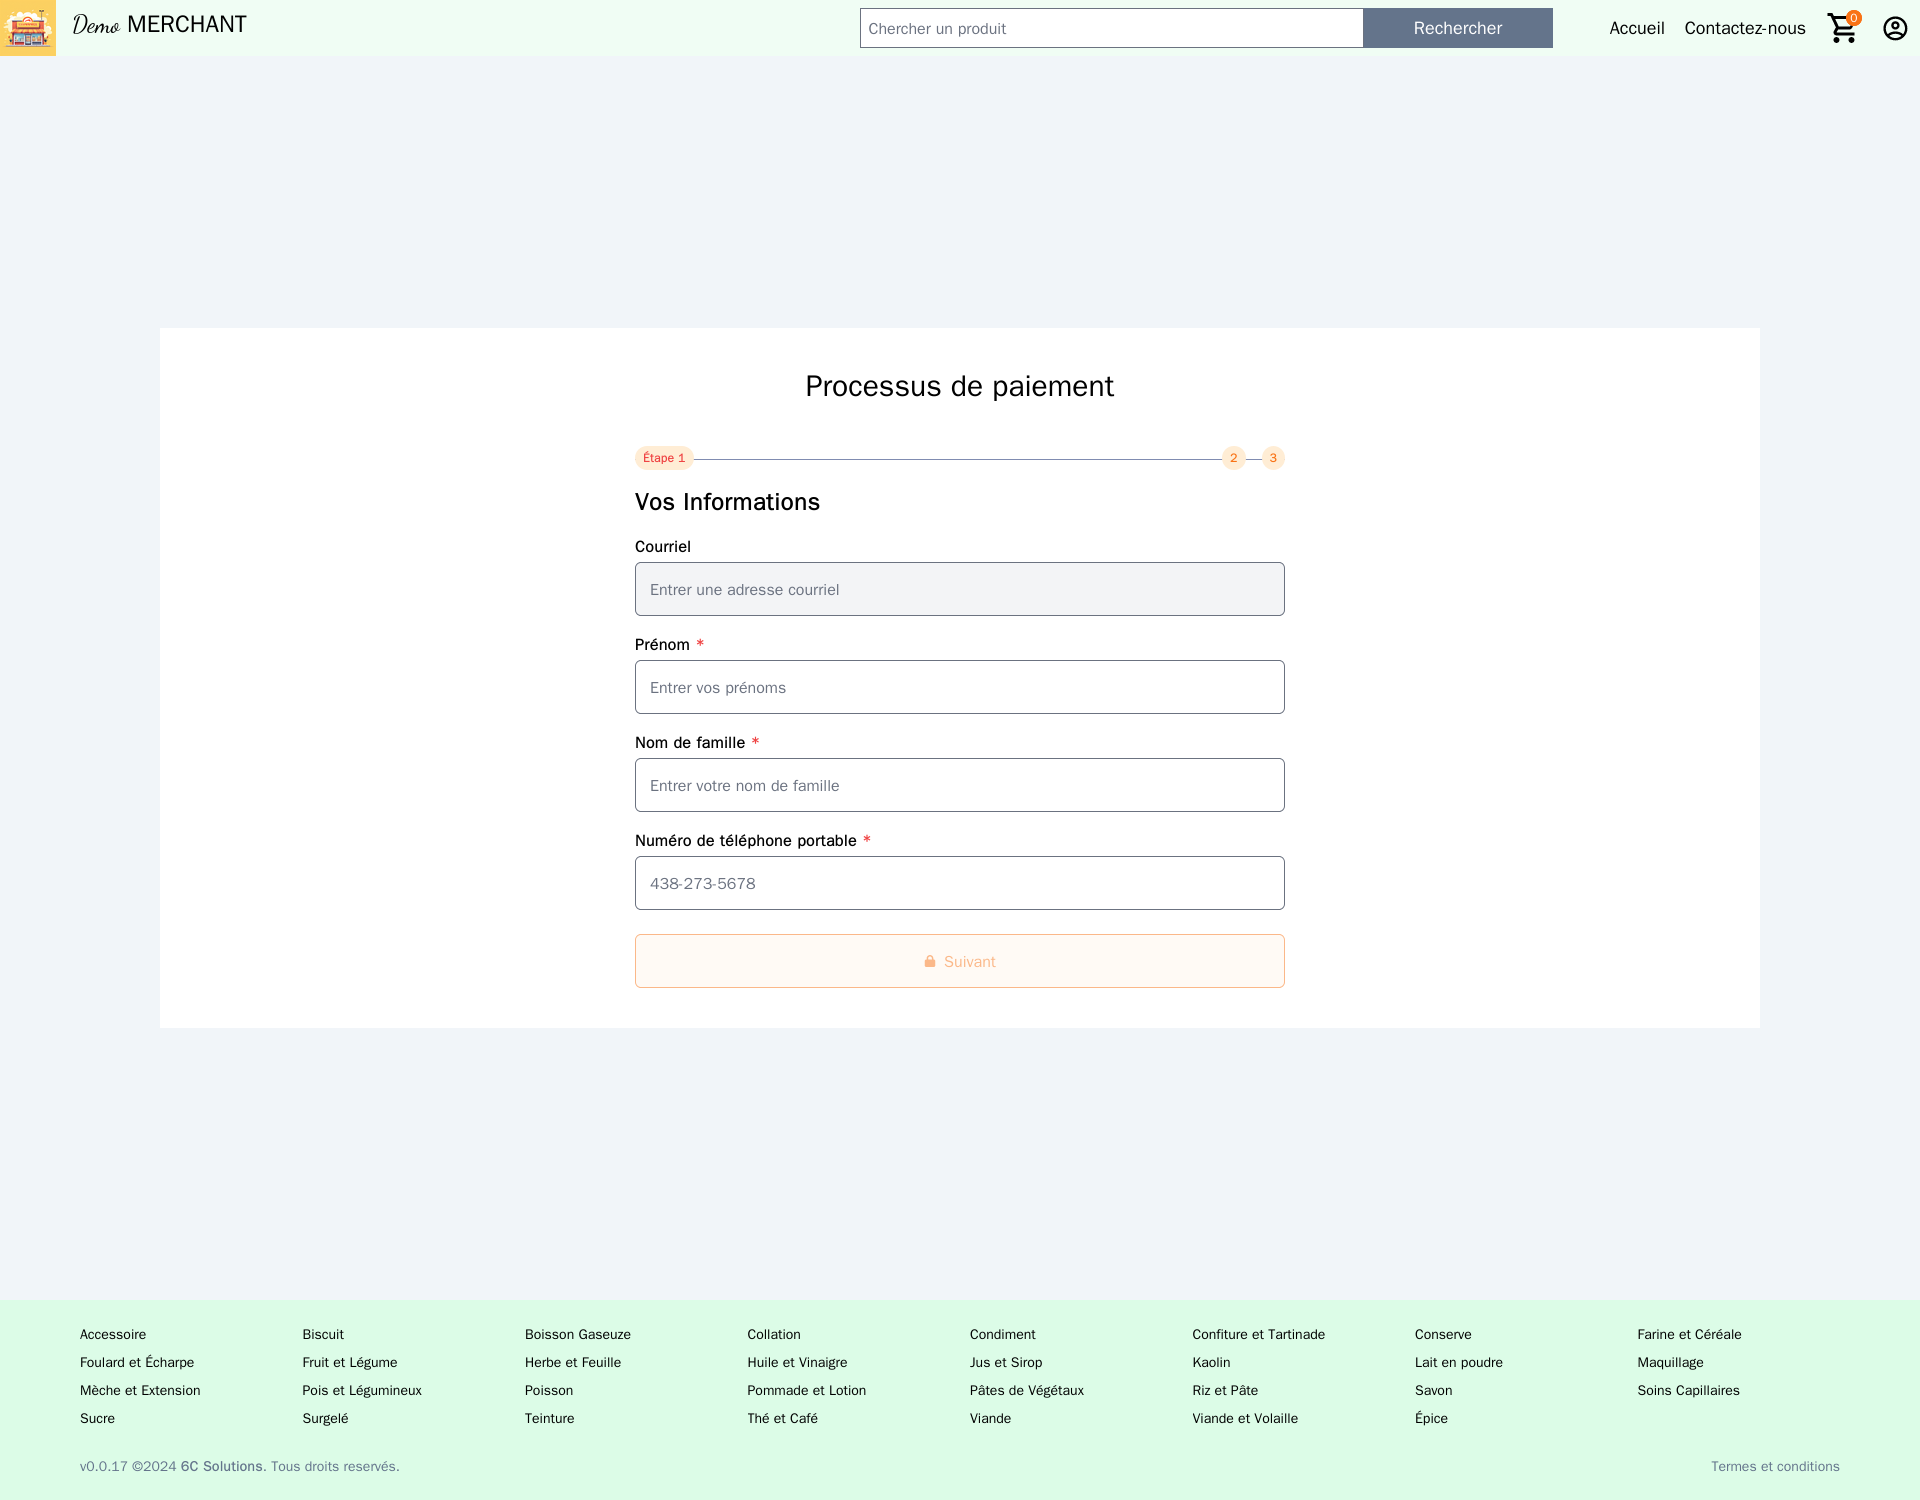 Demo MERCHANT
Chercher un produit
Rechercher
Accueil
Contactez-nous
0
Processus de paiement
Étape 1
2
3
Vos Informations
Courriel
Entrer une adresse courriel
Prénom *
Entrer vos prénoms
Nom de famille *
Entrer votre nom de famille
Numéro de téléphone portable *
438-273-5678
Suivant
Accessoire Biscuit Boisson Gaseuze Collation Condiment Confiture et Tartinade Conserve Farine et Céréale
Foulard et Écharpe Fruit et Légume Herbe et Feuille Huile et Vinaigre Jus et Sirop Kaolin Lait en poudre Maquillage
Mèche et Extension Pois et Légumineux Poisson Pommade et Lotion Pâtes de Végétaux Riz et Pâte Savon Soins Capillaires
Sucre Surgelé Teinture Thé et Café Viande Viande et Volaille Épice
v0.0.17 ©2024 6C Solutions. Tous droits reservés.
Termes et conditions